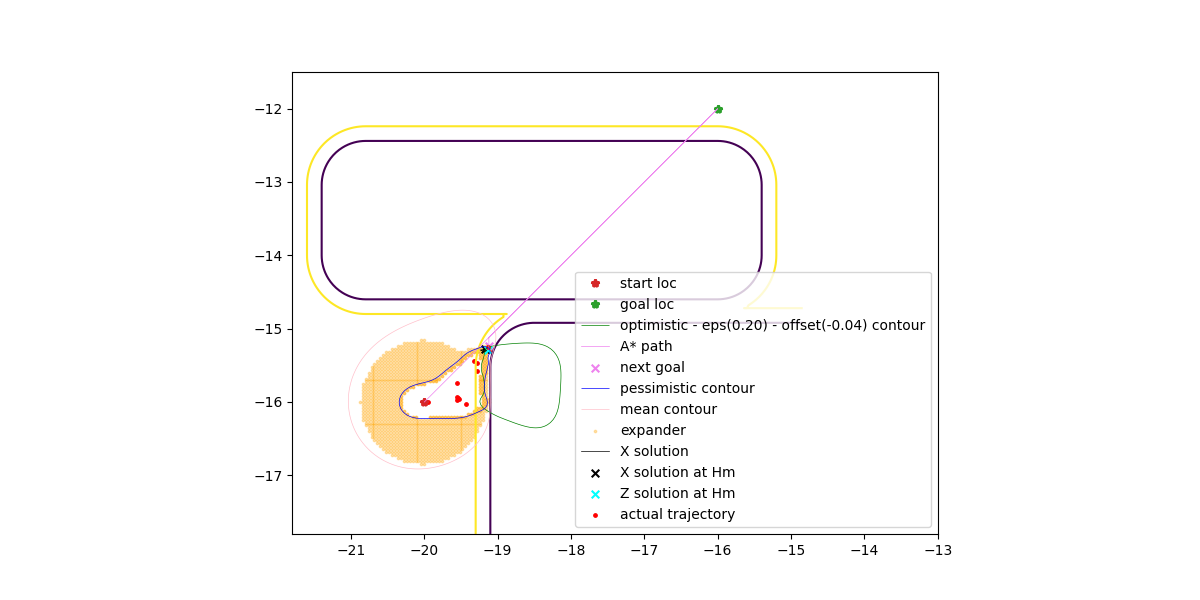 −12
−13
−14
−15
−16
−17
start loc
goal loc
optimistic - eps(0.20) - offset(-0.04) contour
A* path
next goal
pessimistic contour
mean contour
expander
X solution
X solution at Hm
Z solution at Hm
actual trajectory
−21 −20 −19 −18 −17 −16 −15 −14 −13